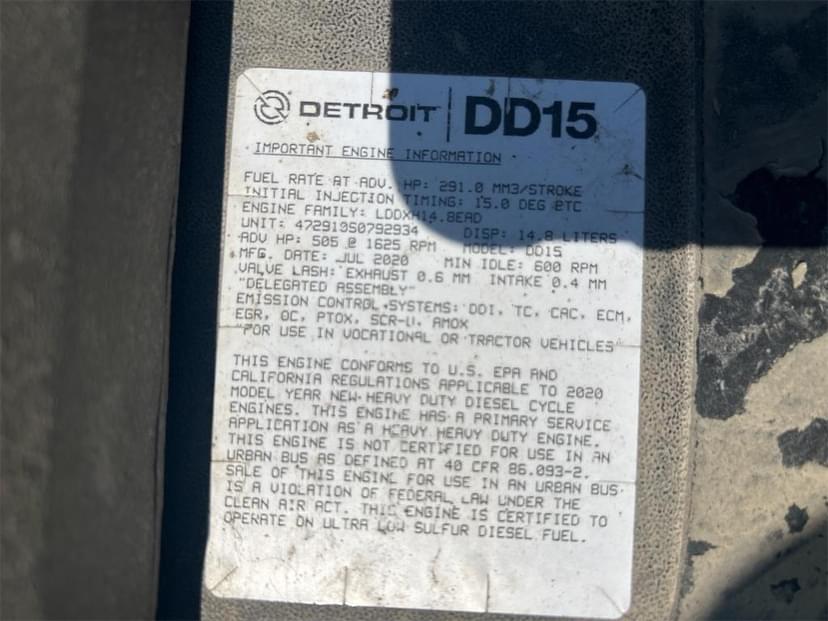 DETROIT DD15
IMPORTANT ENGINE INFORMATION
FUEL RATE AT ADV. HP: 291.0 MM3/STROKE
INITIAL INJECTION TIMING: 15.0 DEG BTC
ENGINE FAMILY: LDDXH14.8EAD
UNIT: 472910S0792934 DISP: 14.8 LITERS
ADV HP: 505 @ 1625 RPM MODEL: DD15
MFG. DATE: JUL 2020 MIN IDLE: 600 RPM
VALVE LASH: EXHAUST 0.6 MM INTAKE 0.4 MM
"DELEGATED ASSEMBLY"
EMISSION CONTROL SYSTEMS: DDI, TC, CAC, ECM,
EGR, OC, PTOX, SCR-U, AMOX
"FOR USE IN VOCATIONAL OR TRACTOR VEHICLES"
THIS ENGINE CONFORMS TO U.S. EPA AND
CALIFORNIA REGULATIONS APPLICABLE TO 2020
MODEL YEAR NEW HEAVY DUTY DIESEL CYCLE
ENGINES. THIS ENGINE HAS A PRIMARY SERVICE
APPLICATION AS A HEAVY HEAVY DUTY ENGINE.
THIS ENGINE IS NOT CERTIFIED FOR USE IN AN
URBAN BUS AS DEFINED AT 40 CFR 86.093-2.
SALE OF THIS ENGINE FOR USE IN AN URBAN BUS
IS A VIOLATION OF FEDERAL LAW UNDER THE
CLEAN AIR ACT. THIS ENGINE IS CERTIFIED TO
OPERATE ON ULTRA LOW SULFUR DIESEL FUEL.